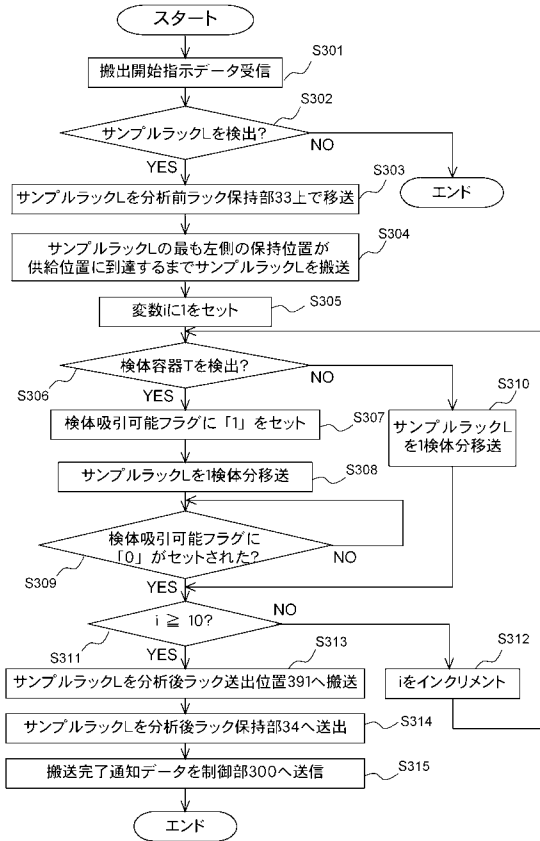 スタート
S301
搬出開始指示データ受信
S302
サンプルラックLを検出?
NO
YES
S303
エンド
サンプルラックLを分析前ラック保持部33上で移送
S304
サンプルラックLの最も左側の保持位置が
供給位置に到達するまでサンプルラックLを搬送
S305
変数iに1をセット
検体容器Tを検出?
NO
S306
YES
S310
S307
検体吸引可能フラグに「1」をセット
サンプルラックL
を1検体分移送
S308
サンプルラックLを1検体分移送
検体吸引可能フラグに
「0」がセットされた?
NO
S309
YES
i ≧ 10?
NO
S311
YES
S313
S312
サンプルラックLを分析後ラック送出位置391へ搬送
iをインクリメント
S314
サンプルラックLを分析後ラック保持部34へ送出
S315
搬送完了通知データを制御部300へ送信
エンド